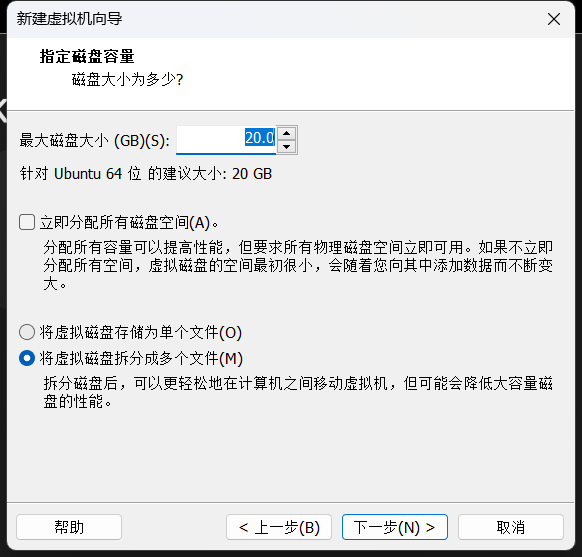 新建虚拟机向导
指定磁盘容量
磁盘大小为多少?
最大磁盘大小 (GB)(S): 20.0
针对 Ubuntu 64 位 的建议大小: 20 GB
立即分配所有磁盘空间(A)。
分配所有容量可以提高性能，但要求所有物理磁盘空间立即可用。如果不立即
分配所有空间，虚拟磁盘的空间最初很小，会随着您向其中添加数据而不断变
大。
将虚拟磁盘存储为单个文件(O)
将虚拟磁盘拆分成多个文件(M)
拆分磁盘后，可以更轻松地在计算机之间移动虚拟机，但可能会降低大容量磁
盘的性能。
帮助 < 上一步(B) 下一步(N) > 取消